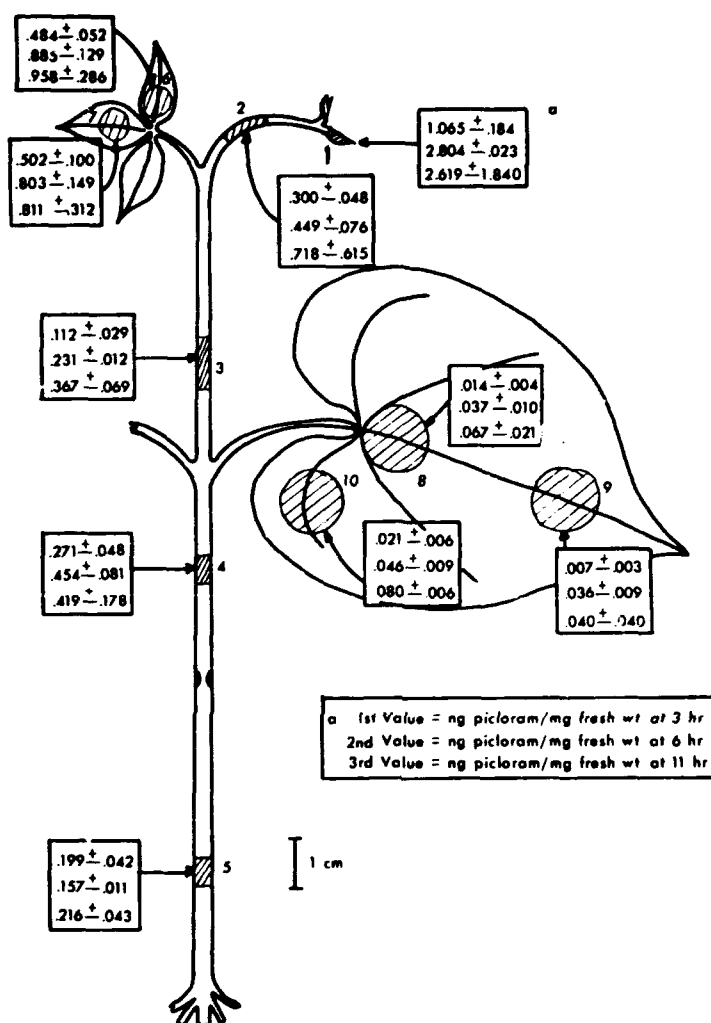 .484 ± .052
.885 ± .129
.958 ± .286
6
7
2
a
1.065 ± .184
2.804 ± .023
2.619 ± 1.840
1
.502 ± .100
.803 ± .149
.811 ± .312
.300 ± .048
.449 ± .076
.718 ± .615
.112 ± .029
.231 ± .012
.367 ± .069
3
.014 ± .004
.037 ± .010
.067 ± .021
10
8
9
.271 ± .048
.454 ± .081
.419 ± .178
4
.021 ± .006
.046 ± .009
.080 ± .006
.007 ± .003
.036 ± .009
.040 ± .040
a 1st Value = ng picloram/mg fresh wt at 3 hr
2nd Value = ng picloram/mg fresh wt at 6 hr
3rd Value = ng picloram/mg fresh wt at 11 hr
.199 ± .042
.157 ± .011
.216 ± .043
5
1 cm